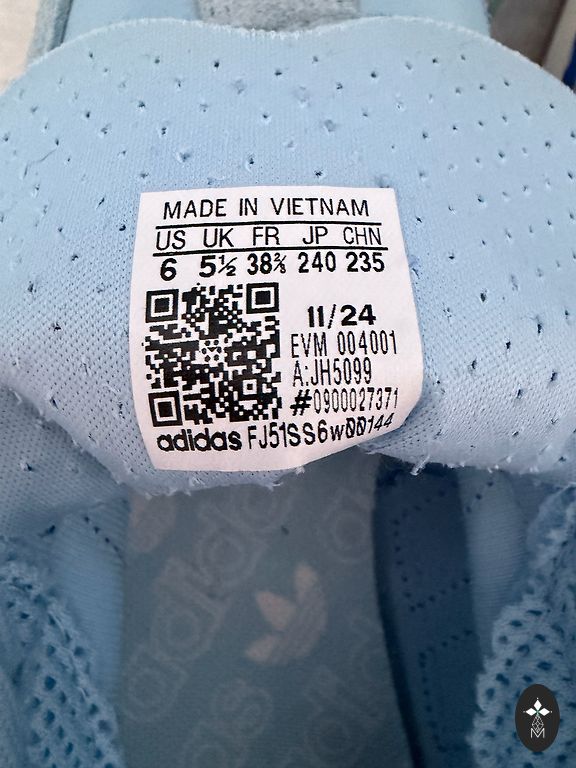 MADE IN VIETNAM
US UK FR JP CHN
6 5½ 38⅔ 240 235
11/24
EVM 004001
A:JH5099
#0900027371
adidas FJ51SS6w00144
M